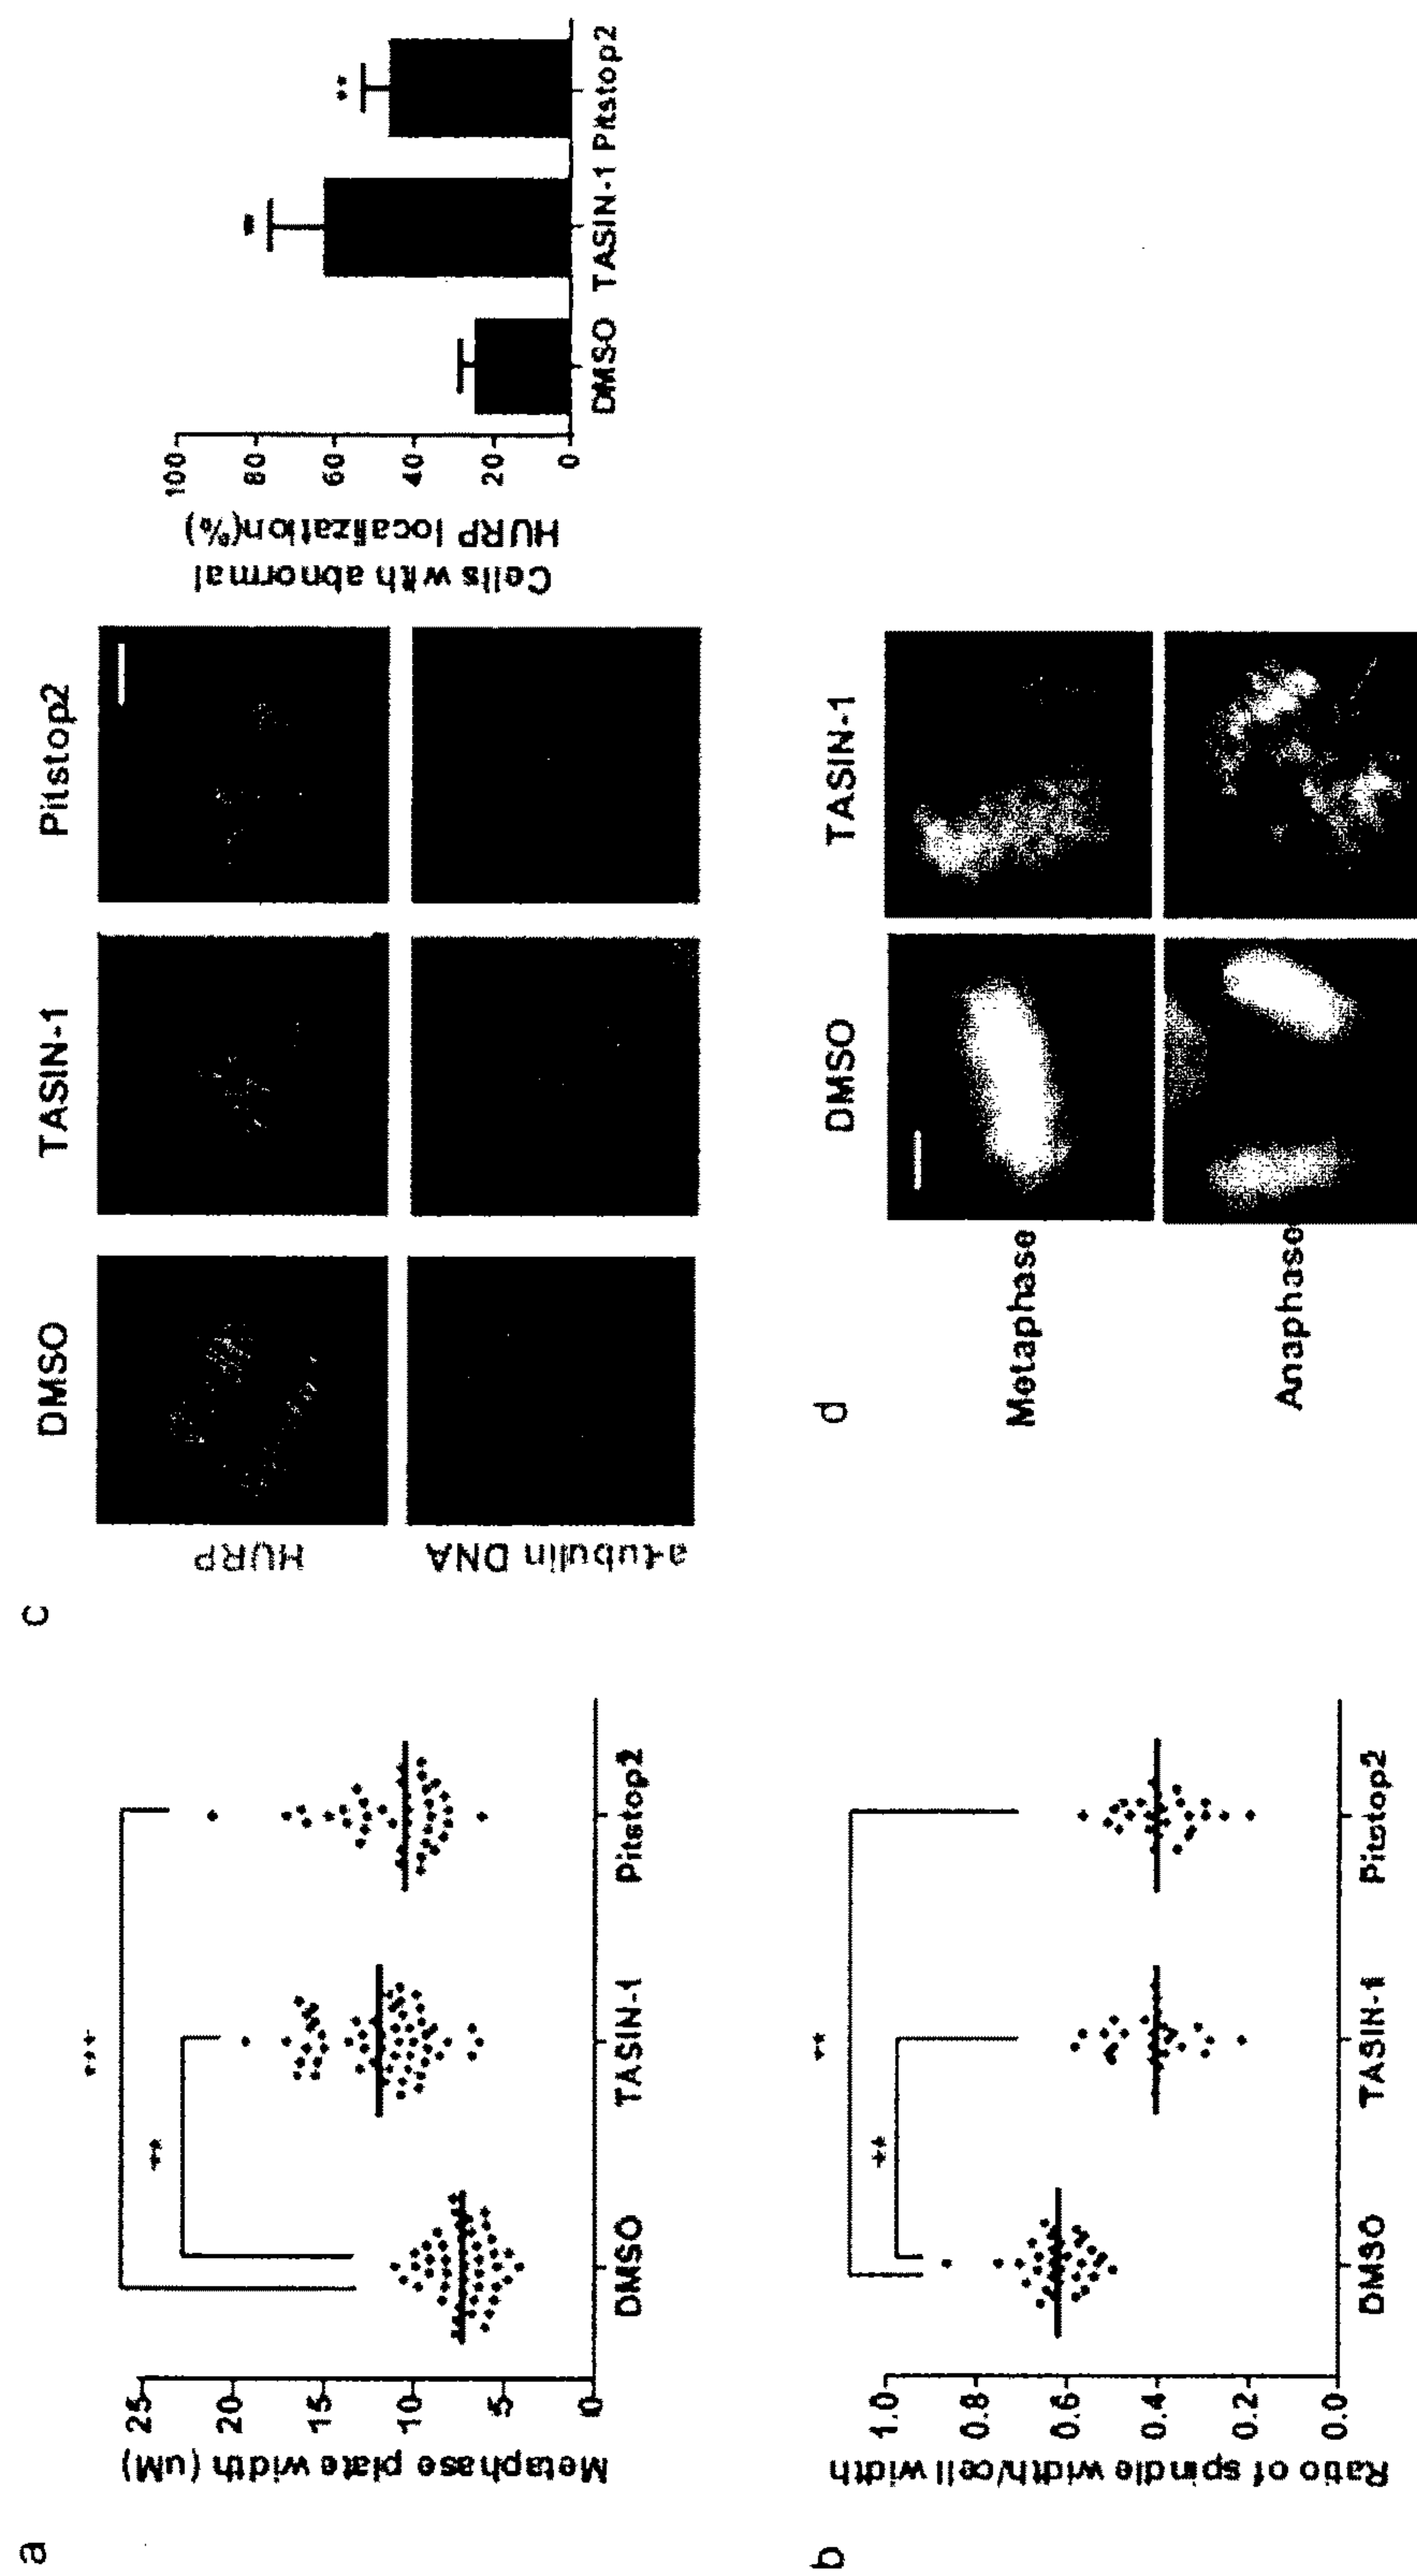 a
Metaphase plate width (uM)
25
20
15
10
5
0
***
**
DMSO
TASIN-1
Pitstop2
b
Ratio of spindle width/cell width
1.0
0.8
0.6
0.4
0.2
0.0
**
**
DMSO
TASIN-1
Pitstop2
c
DMSO
TASIN-1
Pitstop2
HURP
a-tubulin DNA
Cells with abnormal
HURP localization(%)
100
80
60
40
20
0
**
DMSO
TASIN-1
Pitstop2
d
DMSO
TASIN-1
Metaphase
Anaphase